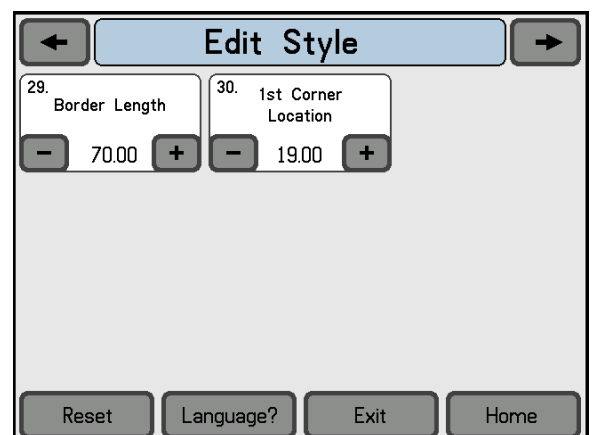 Edit Style
29.
Border Length
- 70.00 +
30.
1st Corner
Location
- 19.00 +
Reset
Language?
Exit
Home